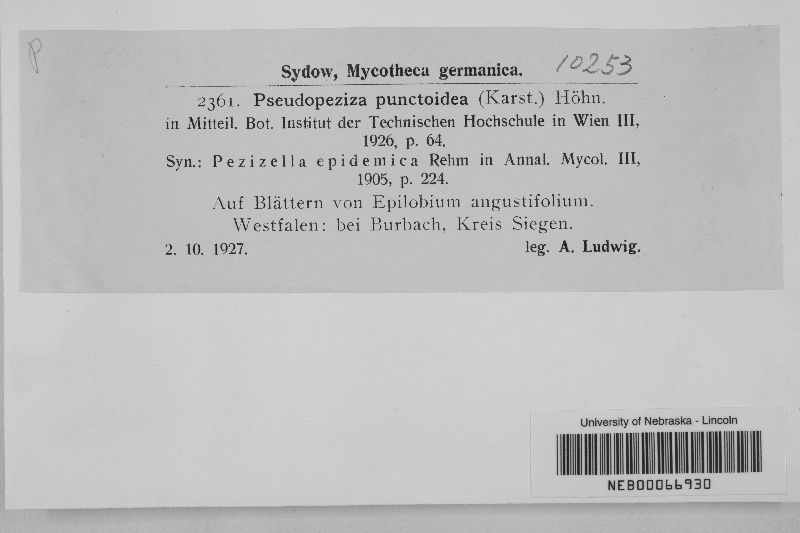 P
Sydow, Mycotheca germanica. 10253
2361. Pseudopeziza punctoidea (Karst.) Höhn.
in Mitteil. Bot. Institut der Technischen Hochschule in Wien III,
1926, p. 64.
Syn.: Pezizella epidemica Rehm in Annal. Mycol. III,
1905, p. 224.
Auf Blättern von Epilobium angustifolium.
Westfalen: bei Burbach, Kreis Siegen.
2. 10. 1927. leg. A. Ludwig.
University of Nebraska - Lincoln
NEB00066930